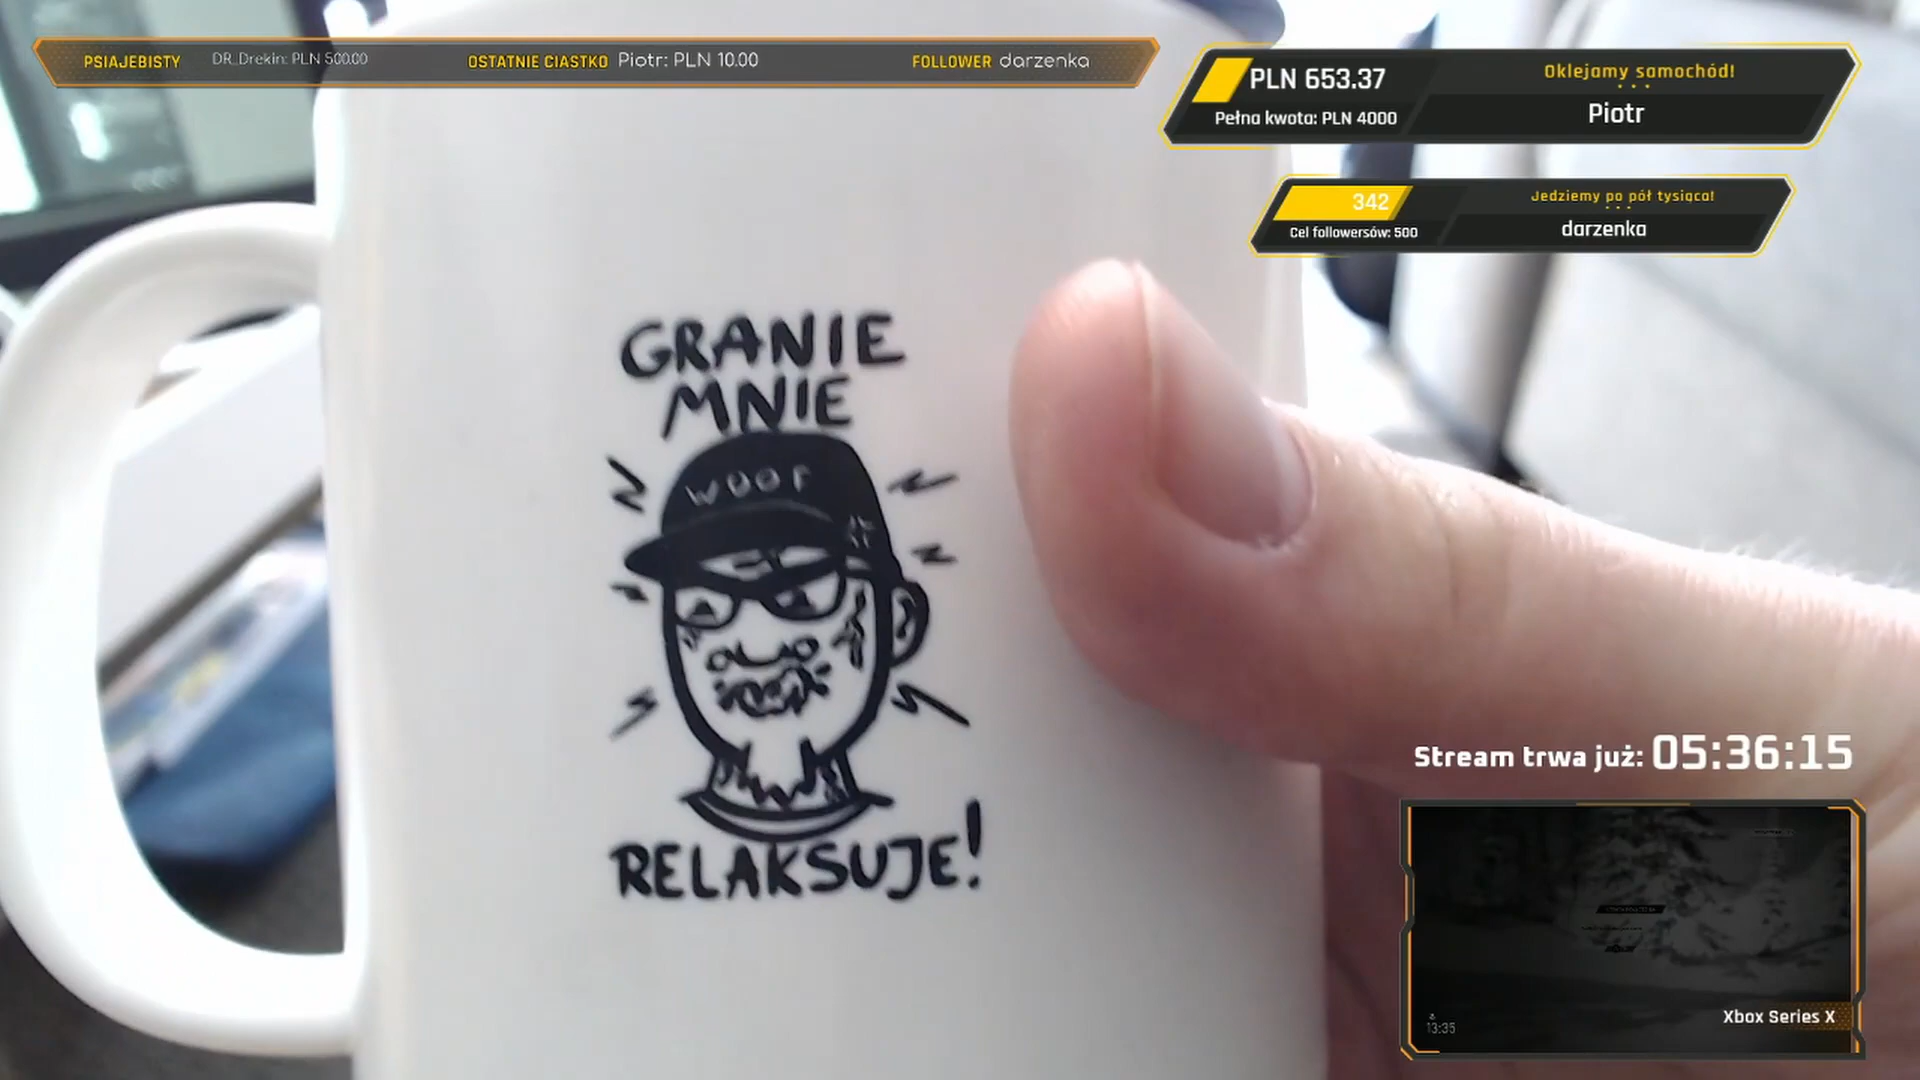 PSIAJEBISTY DR_Drekin: PLN 500.00 OSTATNIE CIASTKO Piotr: PLN 10.00 FOLLOWER darzenka
PLN 653.37
Pełna kwota: PLN 4000
Oklejamy samochód!
Piotr
342
Cel followersów: 500
Jedziemy po pół tysiąca!
darzenka
GRANIE
MNIE
WOOF
RELAKSUJE!
Stream trwa już: 05:36:15
13:35
Xbox Series X